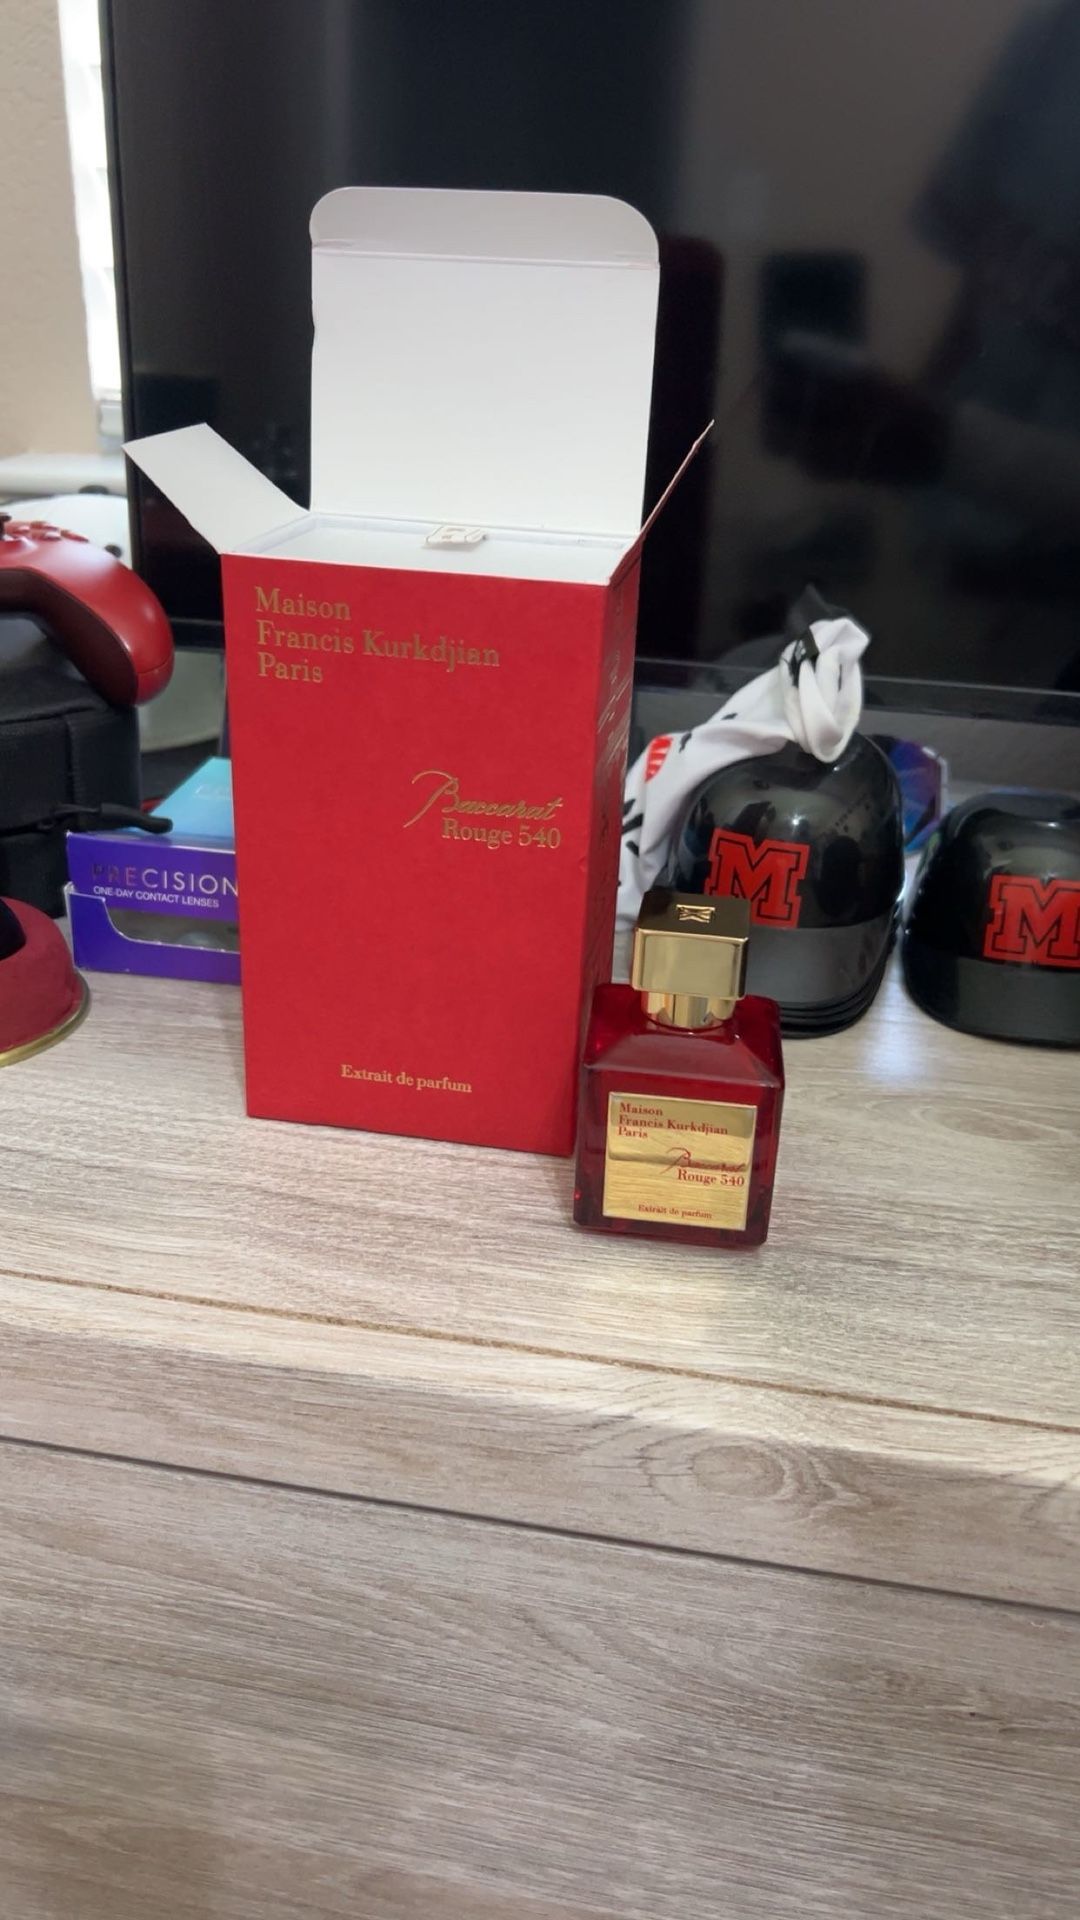 Maison
Francis Kurkdjian
Paris
Baccarat
Rouge 540
Extrait de parfum
PRECISION
ONE-DAY CONTACT LENSES
M
M
Maison
Francis Kurkdjian
Paris
Baccarat
Rouge 540
Extrait de parfum